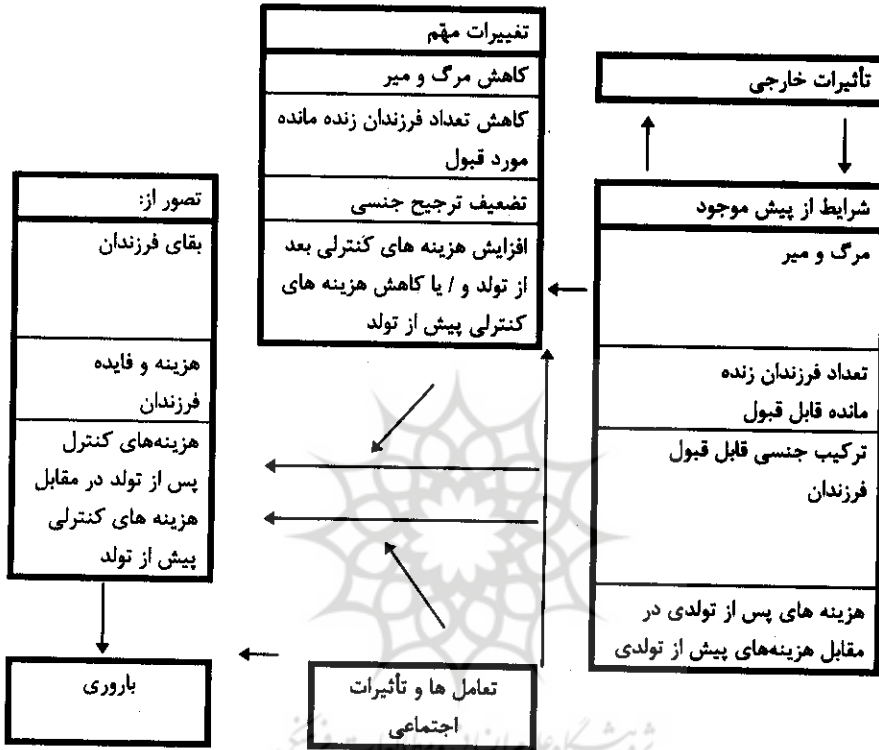 تأثیرات خارجی
شرایط از پیش موجود
مرگ و میر
تعداد فرزندان زنده
مانده قابل قبول
ترکیب جنسی قابل قبول
فرزندان
هزینه های پس از تولدی در
مقابل هزینه‌های پیش از تولدی
تغییرات مهّم
کاهش مرگ و میر
کاهش تعداد فرزندان زنده مانده
مورد قبول
تضعیف ترجیح جنسی
افزایش هزینه های کنترلی بعد
از تولد و / یا کاهش هزینه های
کنترلی پیش از تولد
تصور از:
بقای فرزندان
هزینه و فایده
فرزندان
هزینه‌های کنترل
پس از تولد در مقابل
هزینه های کنترلی
پیش از تولد
تعامل ها و تأثیرات
اجتماعی
باروری